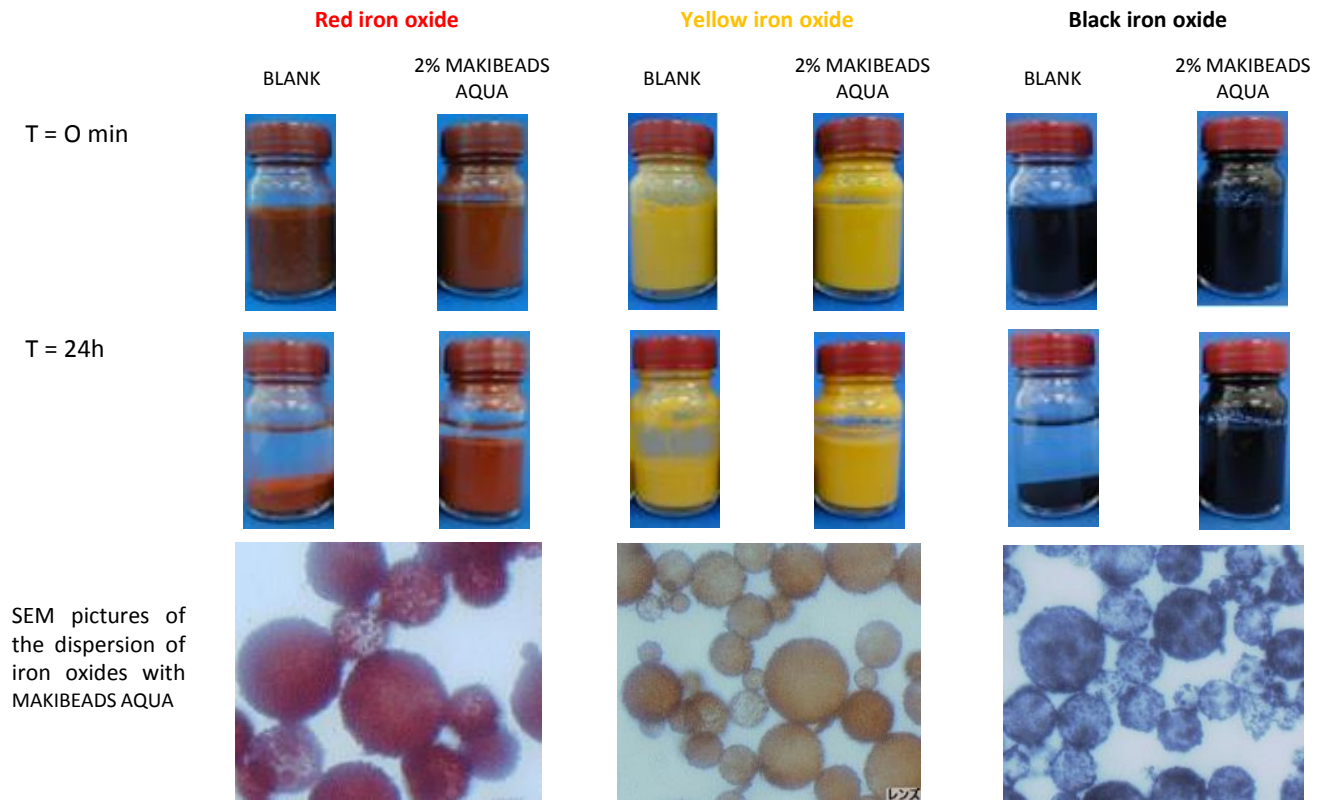 Red iron oxide
Yellow iron oxide
Black iron oxide
BLANK
2% MAKIBEADS
AQUA
BLANK
2% MAKIBEADS
AQUA
BLANK
2% MAKIBEADS
AQUA
T = O min
T = 24h
SEM pictures of
the dispersion of
iron oxides with
MAKIBEADS AQUA
レンズ